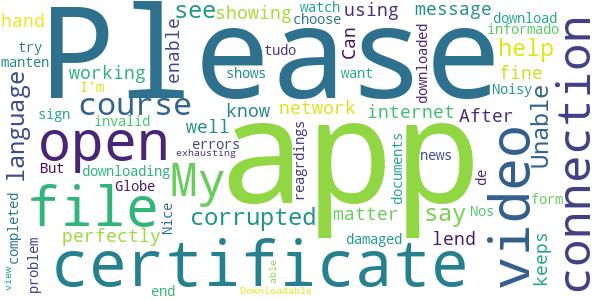 Please
app
certificate
open
file
video
connection
My
course
language
corrupted
help
Unable
say
see
showing
using
message
hand
enable
Can
watch
choose
download
informado
try
manten
working
I'm
shows
tudo
want
downloaded
fine
Noisy
sign
invalid
know
network
internet
After
well
errors
exhausting
reagrdings
documents
news
de
But
downloading
Globe
Nice
matter
lend
Nos
form
keeps
completed
view
problem
perfectly
end
damaged
able
Downloadable